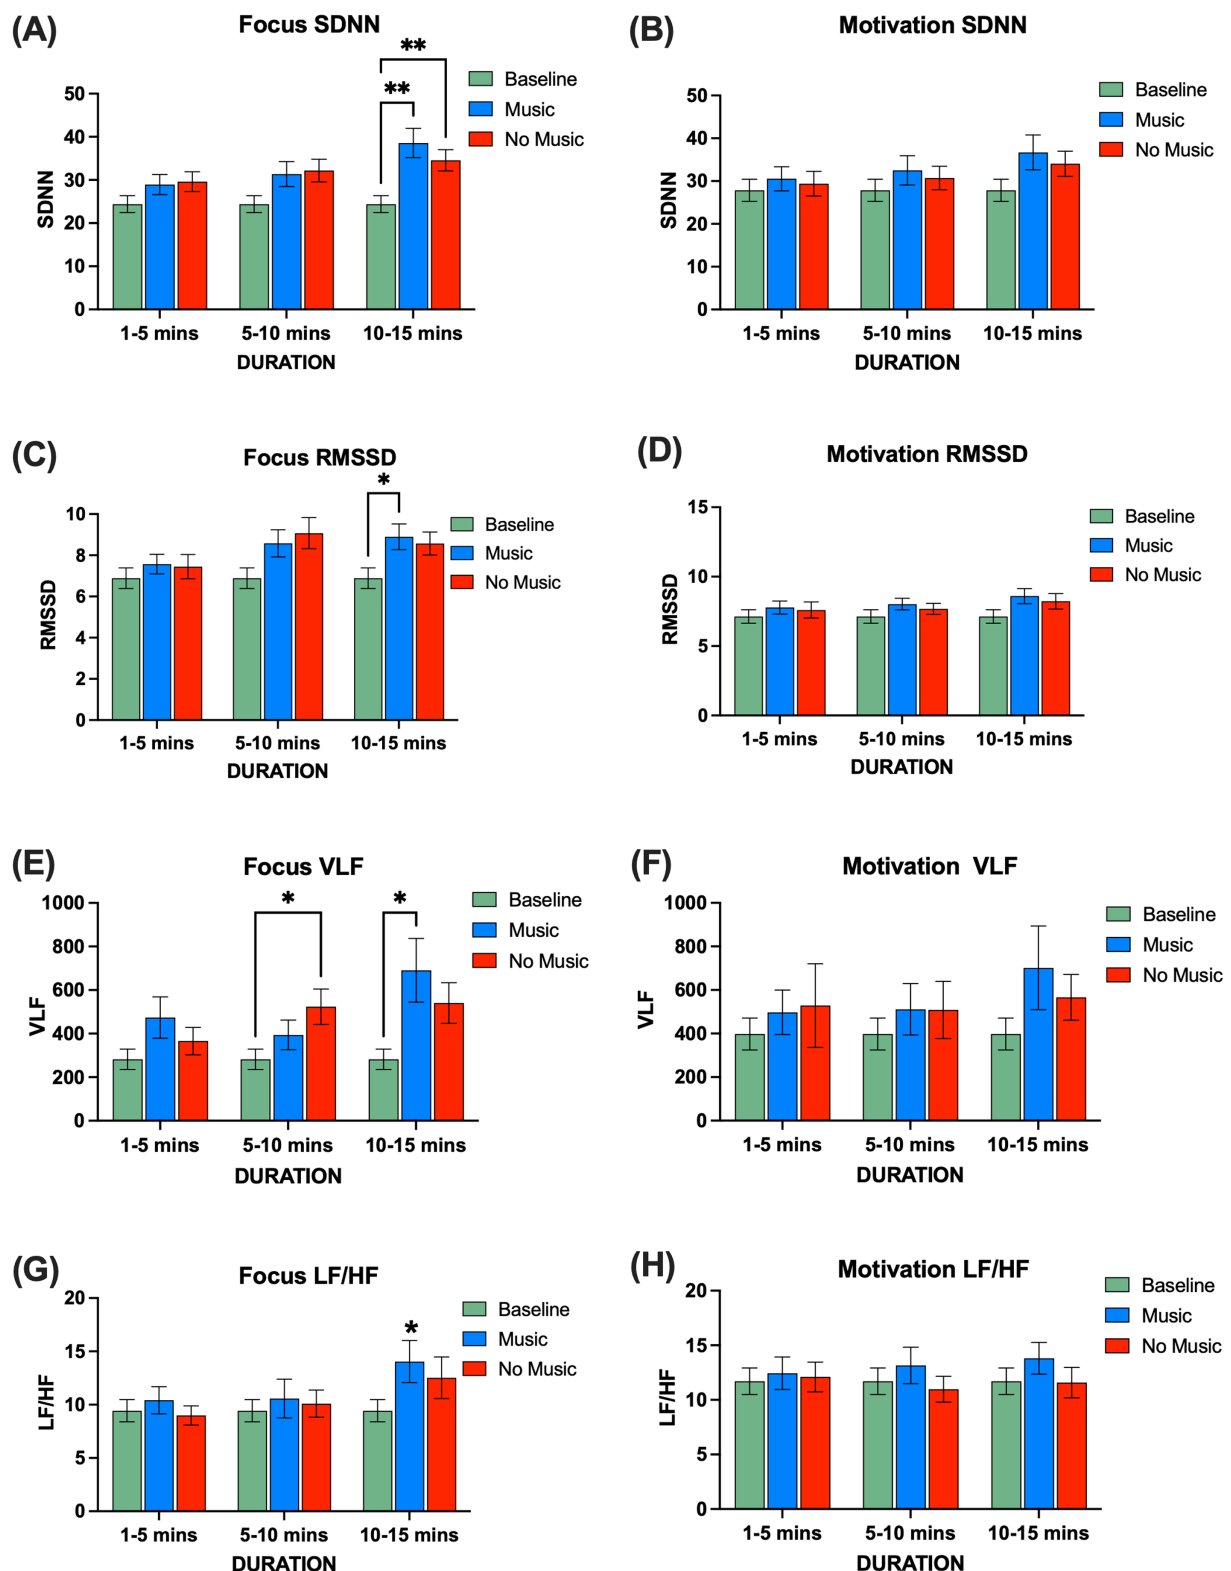 (A) Focus SDNN
**
**
Baseline
Music
No Music
SDNN
50
40
30
20
10
0
1-5 mins 5-10 mins 10-15 mins
DURATION
(B) Motivation SDNN
Baseline
Music
No Music
SDNN
50
40
30
20
10
0
1-5 mins 5-10 mins 10-15 mins
DURATION
(C) Focus RMSSD
*
Baseline
Music
No Music
RMSSD
10
8
6
4
2
0
1-5 mins 5-10 mins 10-15 mins
DURATION
(D) Motivation RMSSD
Baseline
Music
No Music
RMSSD
15
10
5
0
1-5 mins 5-10 mins 10-15 mins
DURATION
(E) Focus VLF
* *
Baseline
Music
No Music
VLF
1000
800
600
400
200
0
1-5 mins 5-10 mins 10-15 mins
DURATION
(F) Motivation VLF
Baseline
Music
No Music
VLF
1000
800
600
400
200
0
1-5 mins 5-10 mins 10-15 mins
DURATION
(G) Focus LF/HF
*
Baseline
Music
No Music
LF/HF
20
15
10
5
0
1-5 mins 5-10 mins 10-15 mins
DURATION
(H) Motivation LF/HF
Baseline
Music
No Music
LF/HF
20
15
10
5
0
1-5 mins 5-10 mins 10-15 mins
DURATION